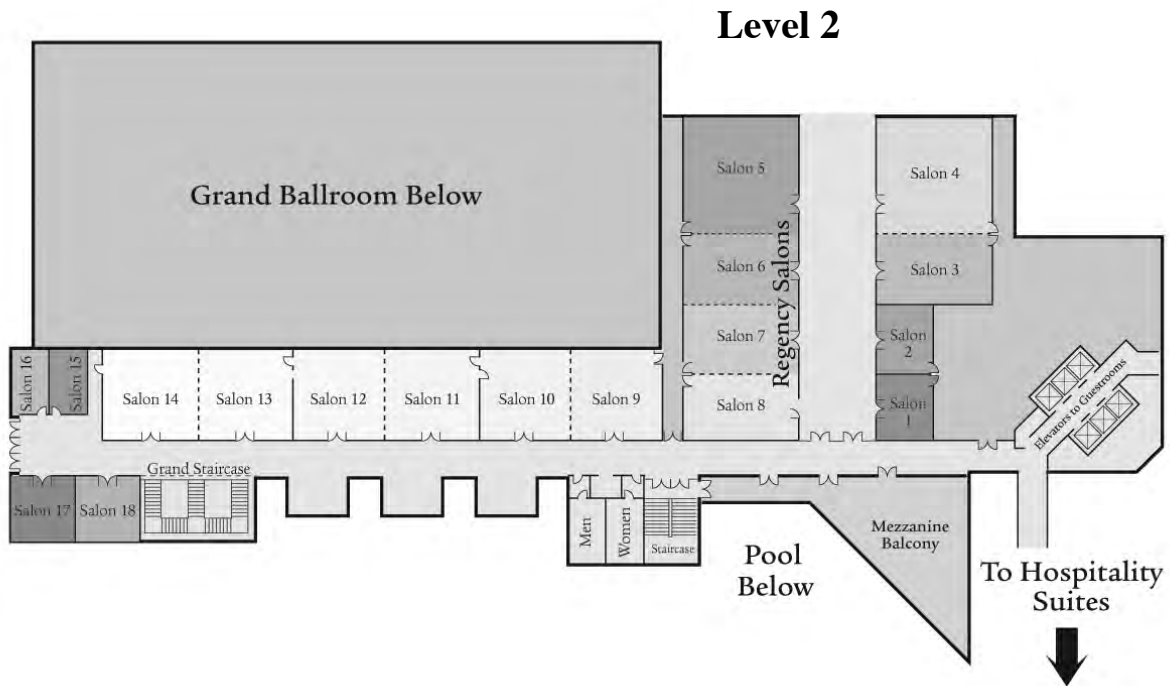 Level 2
Grand Ballroom Below
Salon 5
Salon 4
Regency Salons
Salon 6
Salon 3
Salon 7
Salon
2
Salon 8
Salon
1
Salon 16
Salon 15
Salon 14
Salon 13
Salon 12
Salon 11
Salon 10
Salon 9
Elevators to Guestrooms
Grand Staircase
Salon 17
Salon 18
Men
Women
Staircase
Mezzanine
Balcony
Pool
Below
To Hospitality
Suites